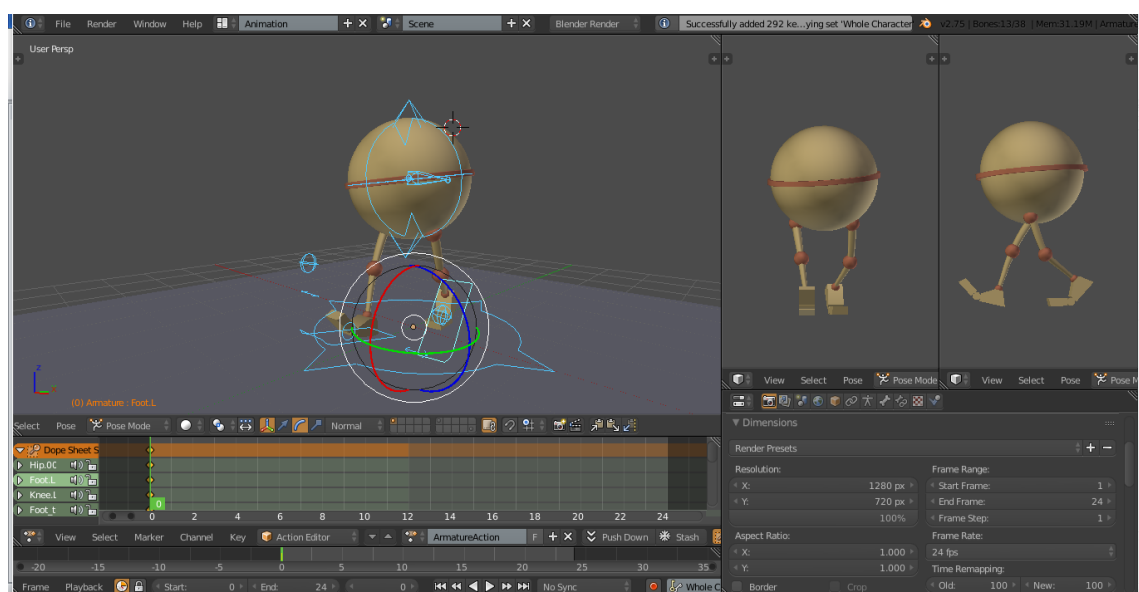 File Render Window Help Animation Scene Blender Render Successfully added 292 ke...ying set 'Whole Character v2.75 | Bones:13/38 | Mem:31.19M | Armature
User Persp
z
(0) Armature : Foot.L
View Select Pose Pose Mode View Select Pose Pose M
Select Pose Pose Mode Normal
Dimensions
Render Presets
Resolution: Frame Range:
X: 1280 px Start Frame: 1
Y: 720 px End Frame: 24
100% Frame Step: 1
Aspect Ratio: Frame Rate:
X: 1.000 24 fps
Y: 1.000 Time Remapping:
Border Crop Old: 100 New: 100
Dope Sheet S
Hip.0C
Foot.L
Knee.L
Foot_t
0
0 2 4 6 8 10 12 14 16 18 20 22 24
View Select Marker Channel Key Action Editor ArmatureAction F Push Down Stash
-20 -15 -10 -5 0 5 10 15 20 25 30 35
Frame Playback Start: 0 End: 24 0 No Sync Whole C